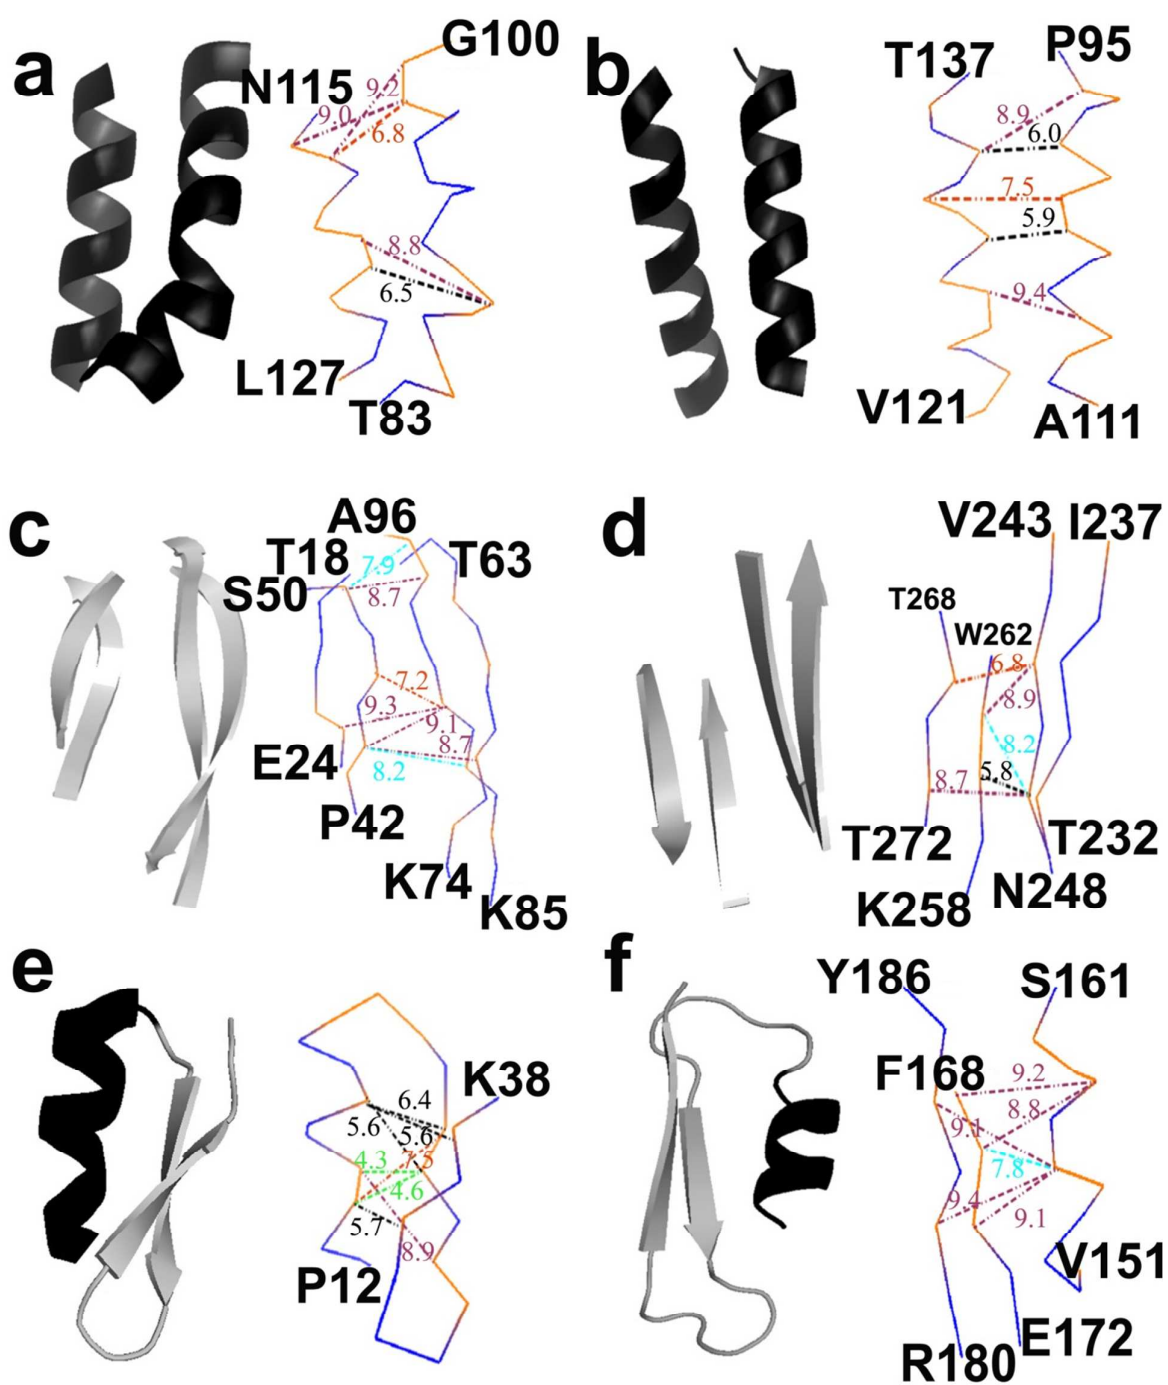 a
G100
N115
9.2
9.0
6.8
8.8
6.5
L127
T83
b
P95
T137
8.9
6.0
7.5
5.9
9.4
V121
A111
c
A96
T18
7.9
T63
S50
8.7
7.2
9.3
9.1
8.7
E24
8.2
P42
K74
K85
d
V243 I237
T268
W262
6.8
8.9
8.2
5.8
8.7
T272
T232
K258
N248
e
K38
6.4
5.6
5.6
4.3
7.5
4.6
5.7
8.9
P12
f
Y186
S161
F168
9.2
8.8
9.1
7.8
9.4
9.1
V151
E172
R180